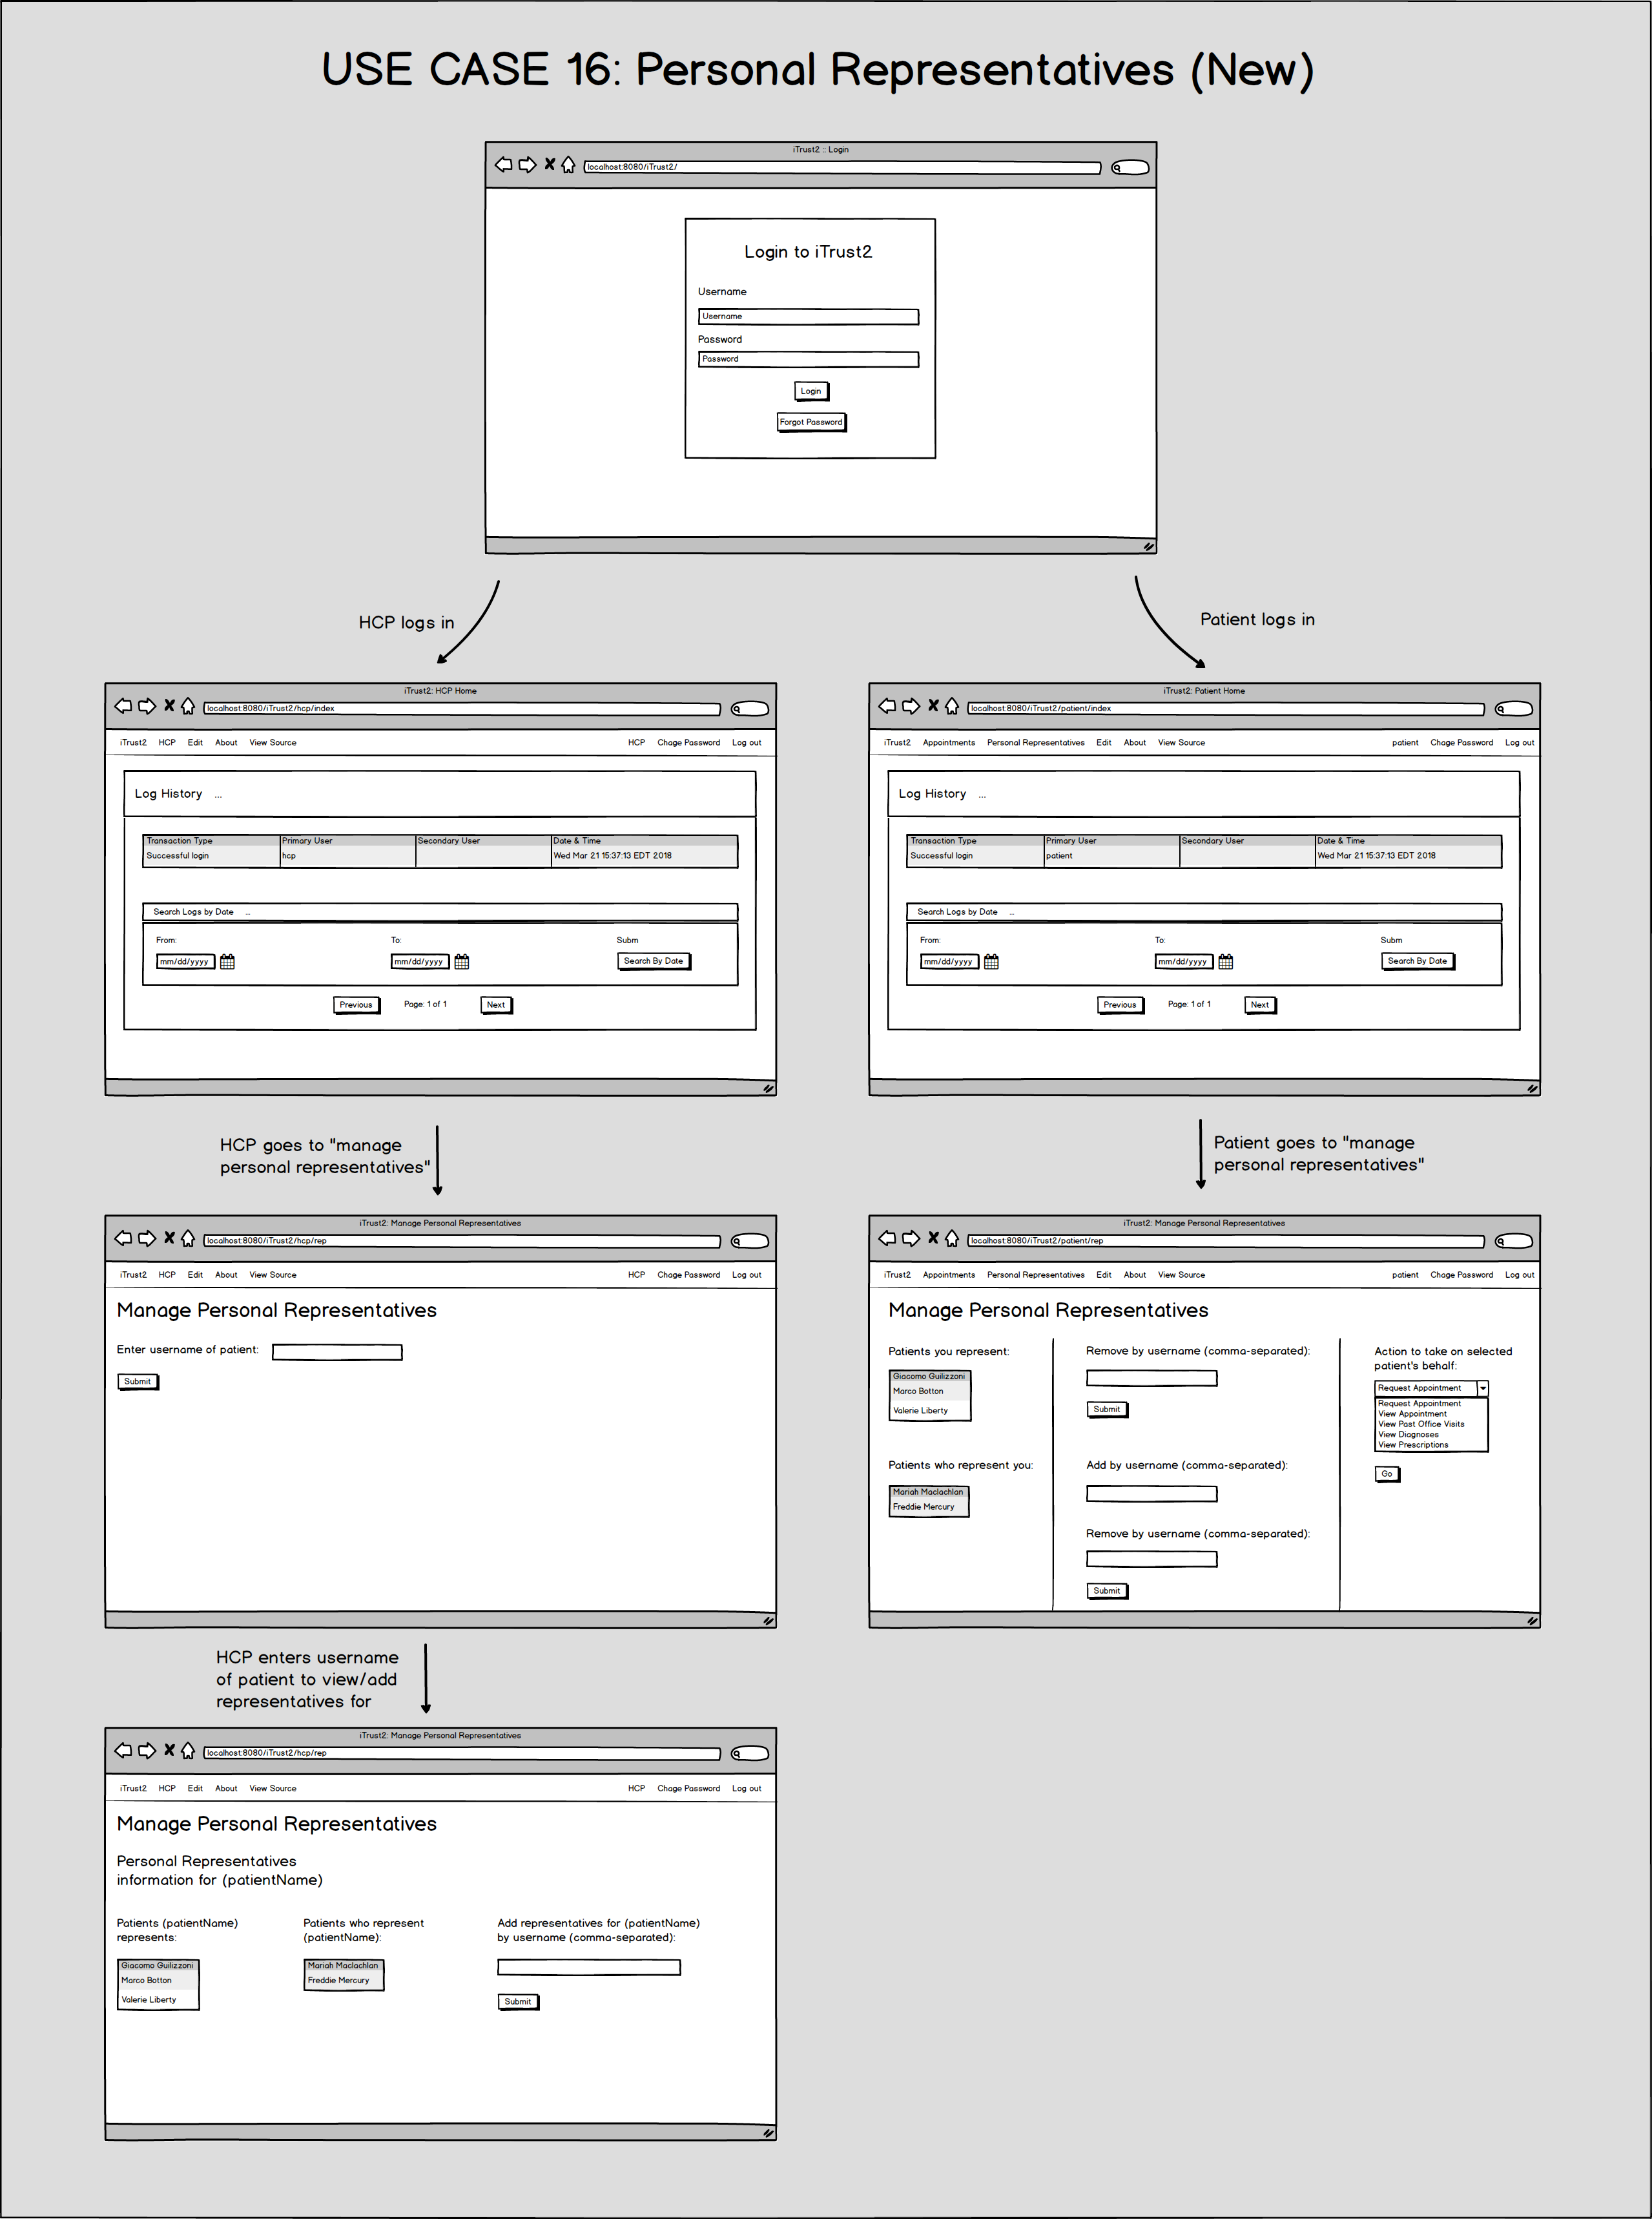 USE CASE 16: Personal Representatives (New)
iTrust2 :: Login
localhost:8080/iTrust2/
Login to iTrust2
Username
Username
Password
Password
Login
Forgot Password
HCP logs in
Patient logs in
iTrust2: HCP Home
localhost:8080/iTrust2/hcp/index
iTrust2 HCP Edit About View Source HCP Chage Password Log out
Log History ...
Transaction Type Primary User Secondary User Date & Time
Successful login hcp Wed Mar 21 15:37:13 EDT 2018
Search Logs by Date ...
From: To: Subm
mm/dd/yyyy mm/dd/yyyy Search By Date
Previous Page: 1 of 1 Next
iTrust2: Patient Home
localhost:8080/iTrust2/patient/index
iTrust2 Appointments Personal Representatives Edit About View Source patient Chage Password Log out
Log History ...
Transaction Type Primary User Secondary User Date & Time
Successful login patient Wed Mar 21 15:37:13 EDT 2018
Search Logs by Date ...
From: To: Subm
mm/dd/yyyy mm/dd/yyyy Search By Date
Previous Page: 1 of 1 Next
HCP goes to "manage
personal representatives"
Patient goes to "manage
personal representatives"
iTrust2: Manage Personal Representatives
localhost:8080/iTrust2/hcp/rep
iTrust2 HCP Edit About View Source HCP Chage Password Log out
Manage Personal Representatives
Enter username of patient:
Submit
iTrust2: Manage Personal Representatives
localhost:8080/iTrust2/patient/rep
iTrust2 Appointments Personal Representatives Edit About View Source patient Chage Password Log out
Manage Personal Representatives
Patients you represent:
Giacomo Guilizzoni
Marco Botton
Valerie Liberty
Patients who represent you:
Mariah Maclachlan
Freddie Mercury
Remove by username (comma-separated):
Submit
Add by username (comma-separated):
Remove by username (comma-separated):
Submit
Action to take on selected
patient's behalf:
Request Appointment
Request Appointment
View Appointment
View Past Office Visits
View Diagnoses
View Prescriptions
Go
HCP enters username
of patient to view/add
representatives for
iTrust2: Manage Personal Representatives
localhost:8080/iTrust2/hcp/rep
iTrust2 HCP Edit About View Source HCP Chage Password Log out
Manage Personal Representatives
Personal Representatives
information for (patientName)
Patients (patientName)
represents:
Giacomo Guilizzoni
Marco Botton
Valerie Liberty
Patients who represent
(patientName):
Mariah Maclachlan
Freddie Mercury
Add representatives for (patientName)
by username (comma-separated):
Submit